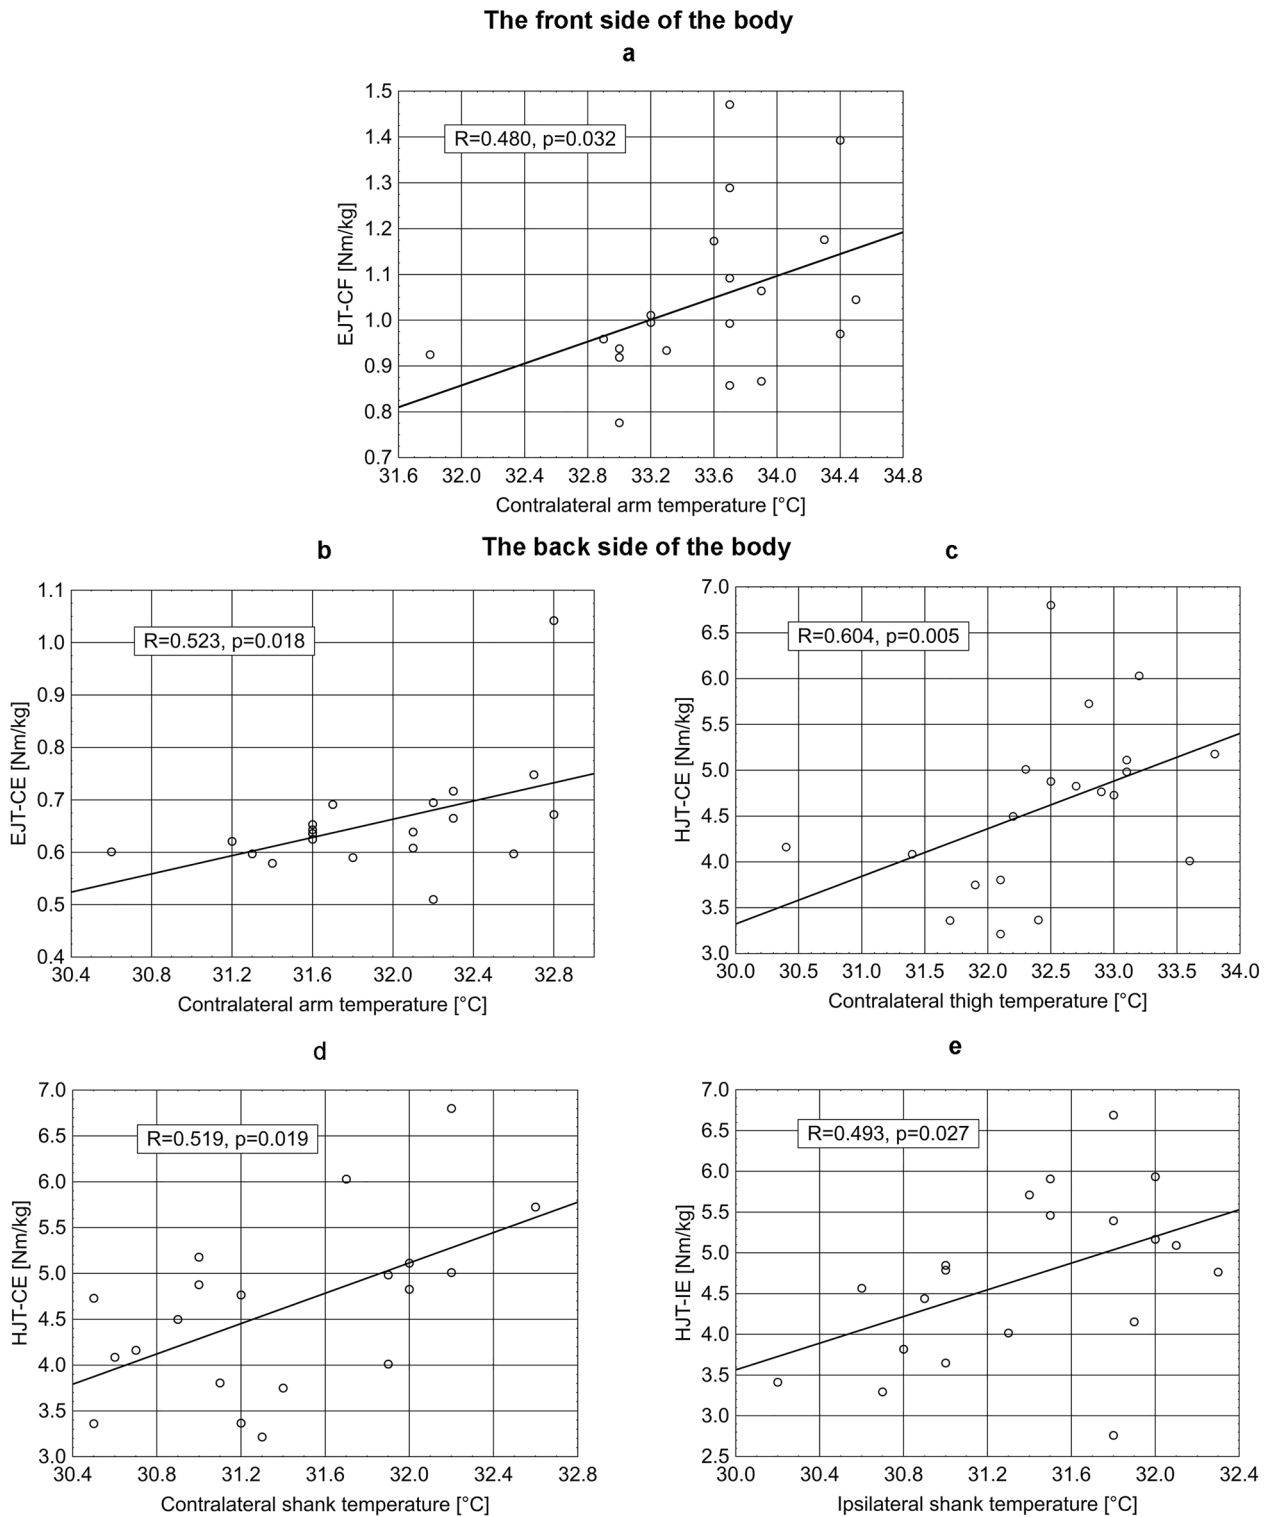 The front side of the body
a
1.5
1.4
1.3
1.2
1.1
1.0
0.9
0.8
0.7
R=0.480, p=0.032
EJT-CF [Nm/kg]
31.6 32.0 32.4 32.8 33.2 33.6 34.0 34.4 34.8
Contralateral arm temperature [°C]
The back side of the body
b
1.1
1.0
0.9
0.8
0.7
0.6
0.5
0.4
R=0.523, p=0.018
EJT-CE [Nm/kg]
30.4 30.8 31.2 31.6 32.0 32.4 32.8
Contralateral arm temperature [°C]
c
7.0
6.5
6.0
5.5
5.0
4.5
4.0
3.5
3.0
R=0.604, p=0.005
HJT-CE [Nm/kg]
30.0 30.5 31.0 31.5 32.0 32.5 33.0 33.5 34.0
Contralateral thigh temperature [°C]
d
7.0
6.5
6.0
5.5
5.0
4.5
4.0
3.5
3.0
R=0.519, p=0.019
HJT-CE [Nm/kg]
30.4 30.8 31.2 31.6 32.0 32.4 32.8
Contralateral shank temperature [°C]
e
7.0
6.5
6.0
5.5
5.0
4.5
4.0
3.5
3.0
2.5
R=0.493, p=0.027
HJT-IE [Nm/kg]
30.0 30.4 30.8 31.2 31.6 32.0 32.4
Ipsilateral shank temperature [°C]